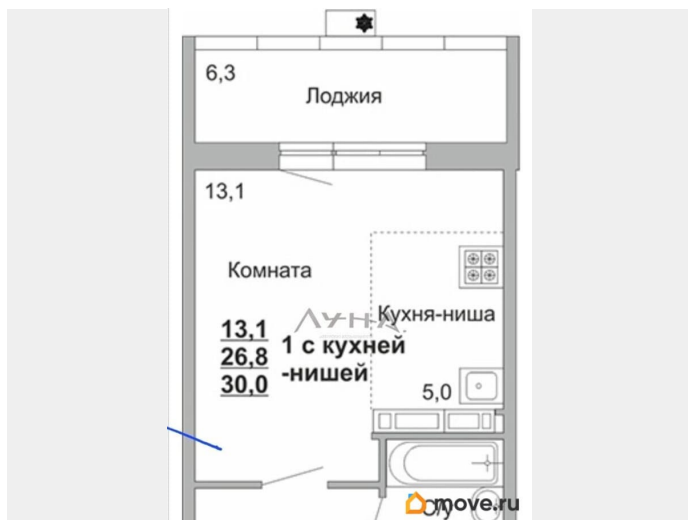 6,3
Лоджия
13,1
Комната
Кухня-ниша
ЛУНА
13,1
26,8
30,0
1 с кухней
-нишей
5,0
С/у
move.ru